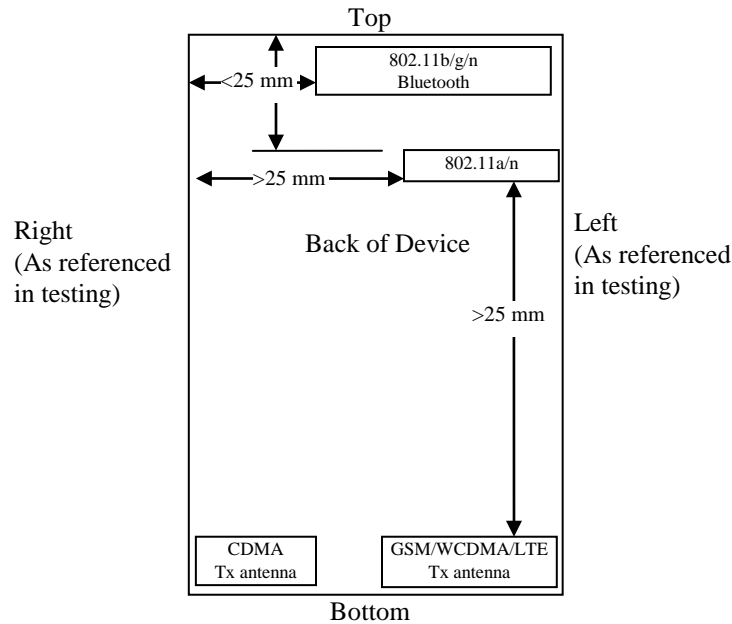 Top
802.11b/g/n
Bluetooth
<25 mm
802.11a/n
>25 mm
Right
(As referenced
in testing)
Back of Device
Left
(As referenced
in testing)
>25 mm
CDMA
Tx antenna
GSM/WCDMA/LTE
Tx antenna
Bottom